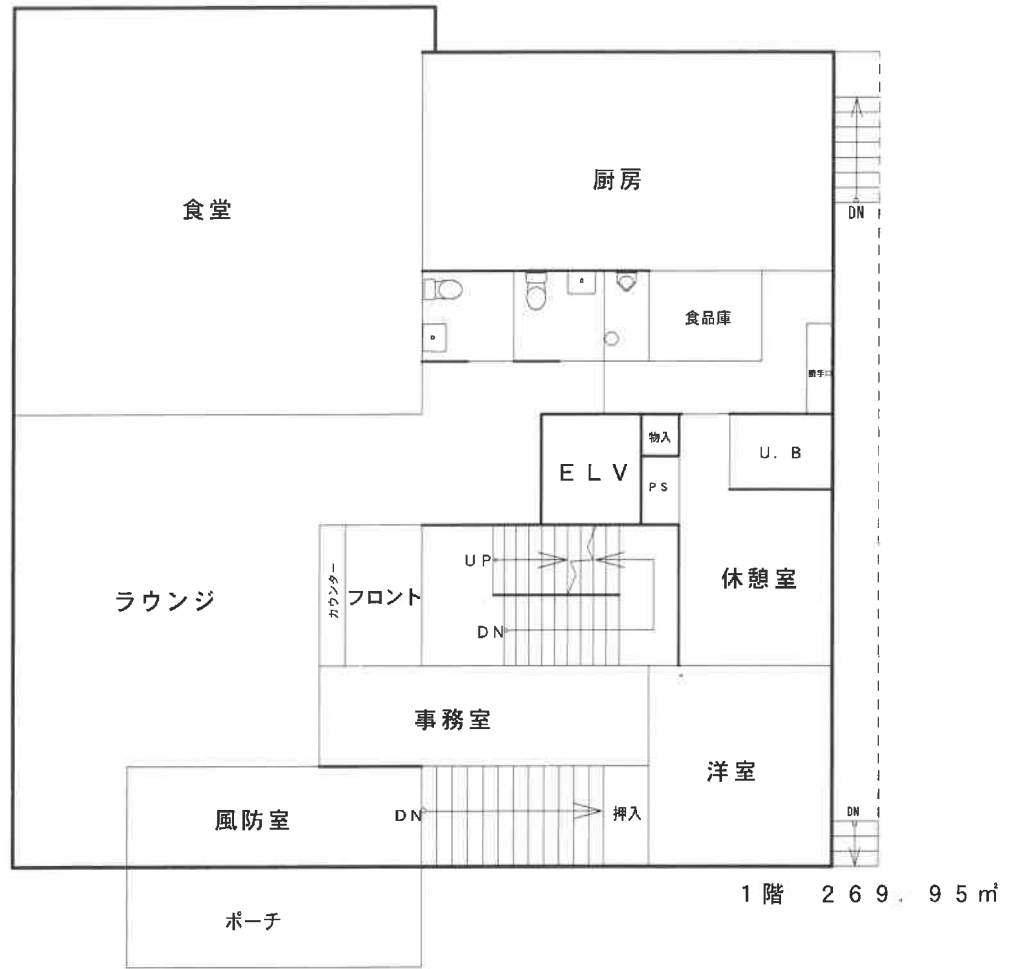 食堂
厨房
DN
食品庫
勝手口
物入
U. B
ELV
PS
UP
休憩室
ラウンジ
カウンター
フロント
DN
事務室
洋室
風防室
DN
押入
DN
1階 269.95㎡
ポーチ